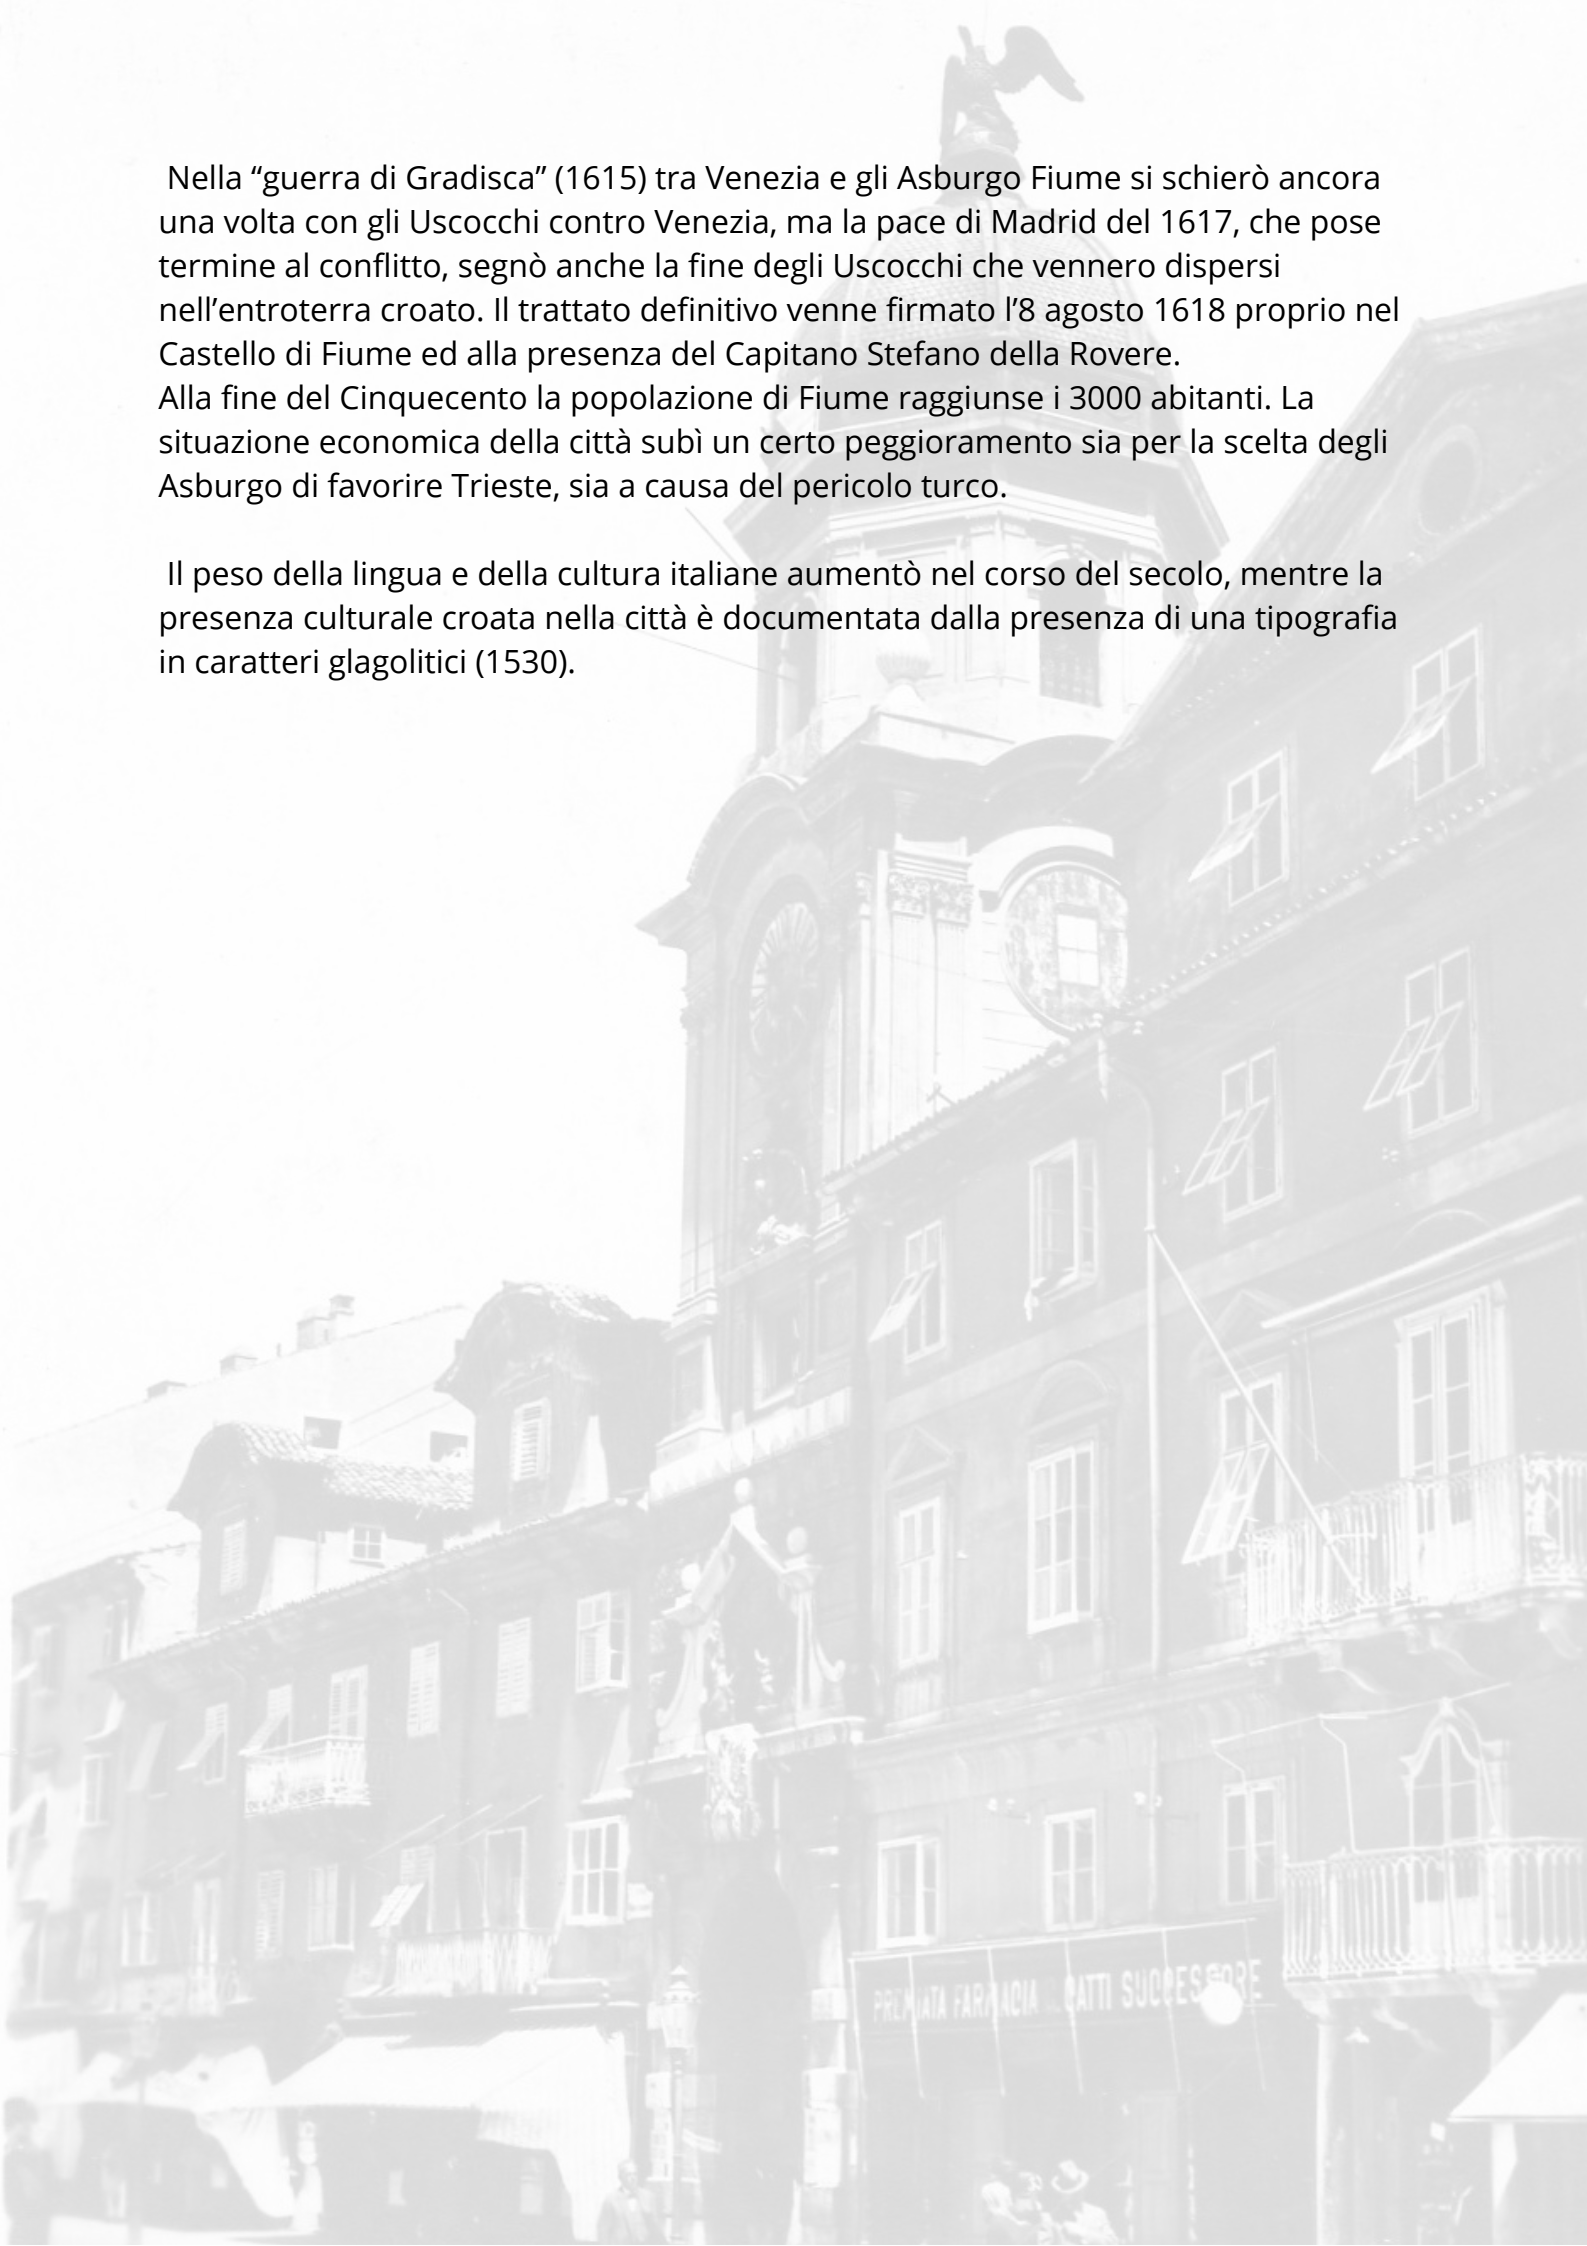 Nella “guerra di Gradisca” (1615) tra Venezia e gli Asburgo Fiume si schierò ancora
una volta con gli Uscocchi contro Venezia, ma la pace di Madrid del 1617, che pose
termine al conflitto, segnò anche la fine degli Uscocchi che vennero dispersi
nell’entroterra croato. Il trattato definitivo venne firmato l’8 agosto 1618 proprio nel
Castello di Fiume ed alla presenza del Capitano Stefano della Rovere.
Alla fine del Cinquecento la popolazione di Fiume raggiunse i 3000 abitanti. La
situazione economica della città subì un certo peggioramento sia per la scelta degli
Asburgo di favorire Trieste, sia a causa del pericolo turco.
Il peso della lingua e della cultura italiane aumentò nel corso del secolo, mentre la
presenza culturale croata nella città è documentata dalla presenza di una tipografia
in caratteri glagolitici (1530).
PREMIATA FARMACIA CATTI SUCCESSORE